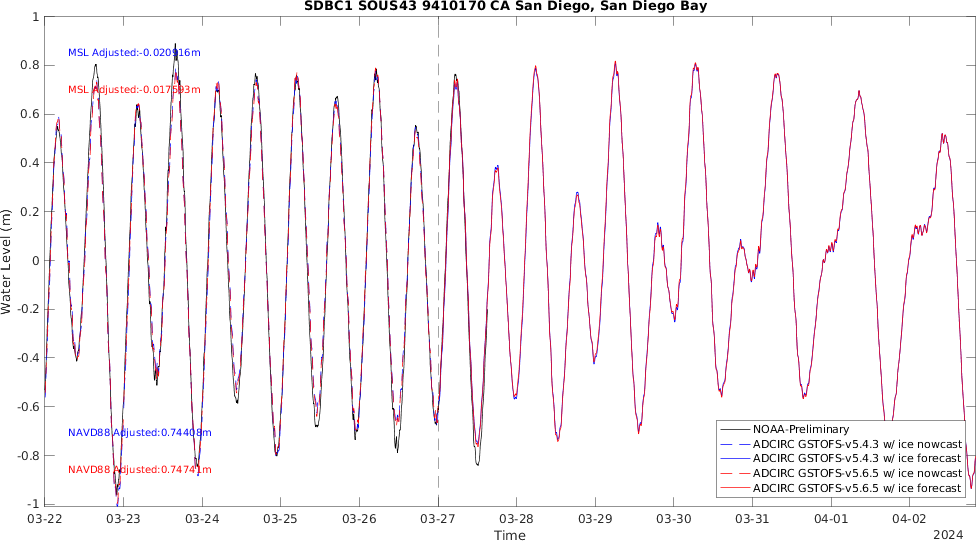 SDBC1 SOUS43 9410170 CA San Diego, San Diego Bay
1
0.8
0.6
0.4
0.2
0
-0.2
-0.4
-0.6
-0.8
-1
Water Level (m)
MSL Adjusted:-0.020916m
MSL Adjusted:-0.017593m
NAVD88 Adjusted:0.74408m
NAVD88 Adjusted:0.74741m
NOAA-Preliminary
ADCIRC GSTOFS-v5.4.3 w/ ice nowcast
ADCIRC GSTOFS-v5.4.3 w/ ice forecast
ADCIRC GSTOFS-v5.6.5 w/ ice nowcast
ADCIRC GSTOFS-v5.6.5 w/ ice forecast
03-22 03-23 03-24 03-25 03-26 03-27 03-28 03-29 03-30 03-31 04-01 04-02
Time
2024